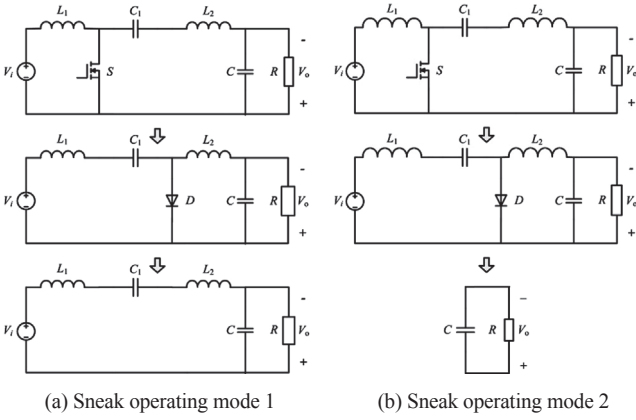 L1 C1 L2
Vi S C R Vo - +
L1 C1 L2
Vi D C R Vo - +
L1 C1 L2
Vi C R Vo - +
(a) Sneak operating mode 1
L1 C1 L2
Vi S C R Vo - +
L1 C1 L2
Vi D C R Vo - +
C R Vo - +
(b) Sneak operating mode 2